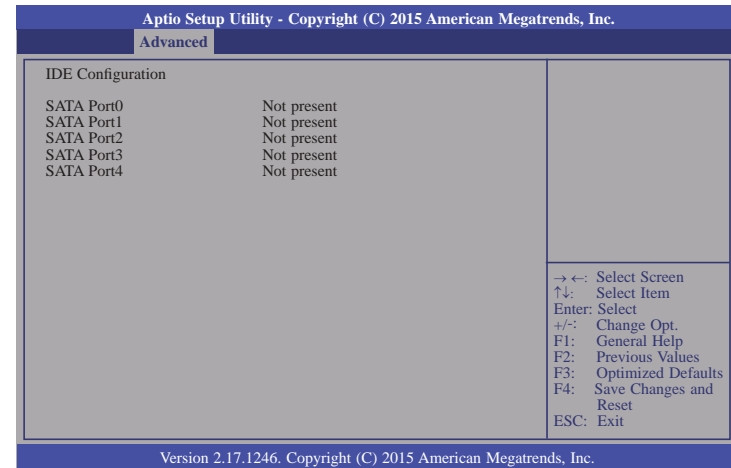 Aptio Setup Utility - Copyright (C) 2015 American Megatrends, Inc.
Advanced
IDE Configuration
SATA Port0 Not present
SATA Port1 Not present
SATA Port2 Not present
SATA Port3 Not present
SATA Port4 Not present
→ ←: Select Screen
↑↓: Select Item
Enter: Select
+/-: Change Opt.
F1: General Help
F2: Previous Values
F3: Optimized Defaults
F4: Save Changes and
Reset
ESC: Exit
Version 2.17.1246. Copyright (C) 2015 American Megatrends, Inc.